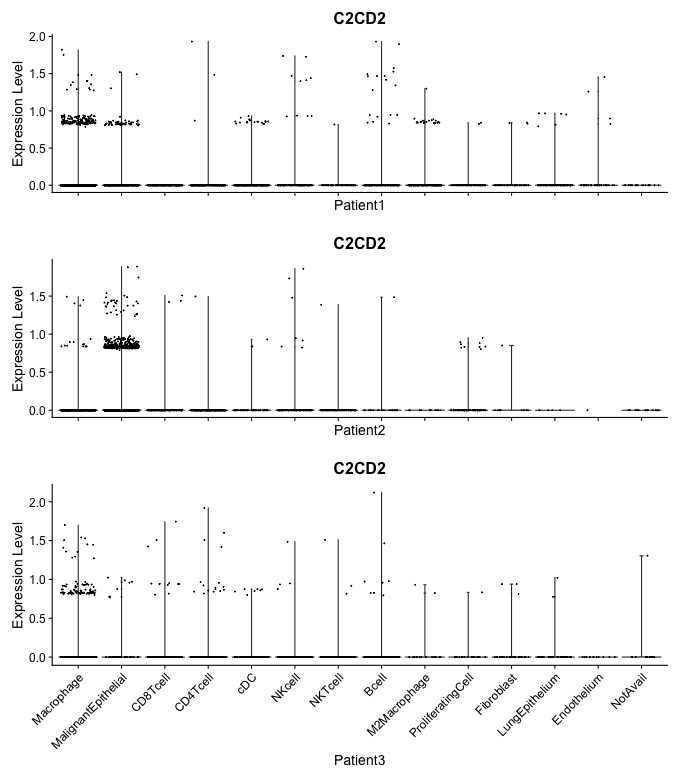 C2CD2
Expression Level
2.0
1.5
1.0
0.5
0.0
Patient1
C2CD2
Expression Level
1.5
1.0
0.5
0.0
Patient2
C2CD2
Expression Level
2.0
1.5
1.0
0.5
0.0
Macrophage
MalignantEpithelial
CD8Tcell
CD4Tcell
cDC
NKcell
NKTcell
Bcell
M2Macrophage
ProliferatingCell
Fibroblast
LungEpithelium
Endothelium
NotAvail
Patient3